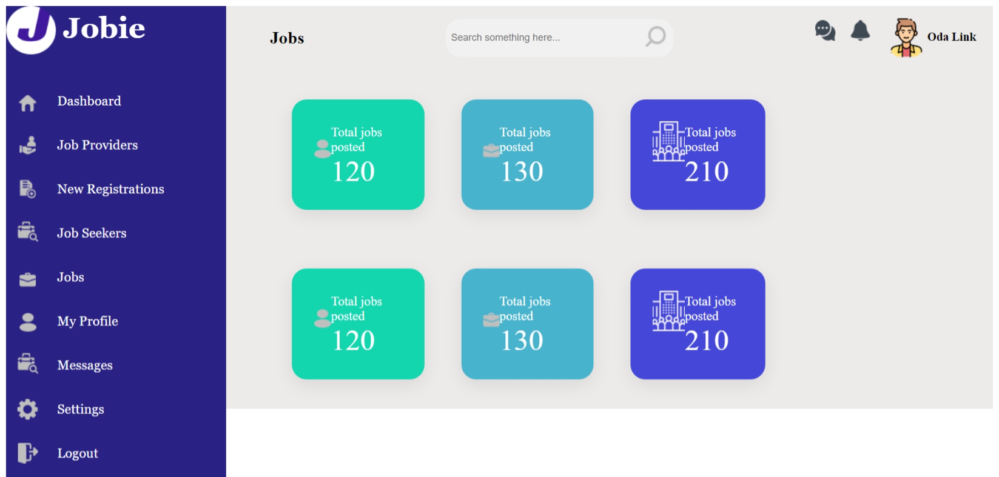 Jobie
Dashboard
Job Providers
New Registrations
Job Seekers
Jobs
My Profile
Messages
Settings
Logout
Jobs
Search something here...
Oda Link
Total jobs
posted
120
Total jobs
posted
130
Total jobs
posted
210
Total jobs
posted
120
Total jobs
posted
130
Total jobs
posted
210